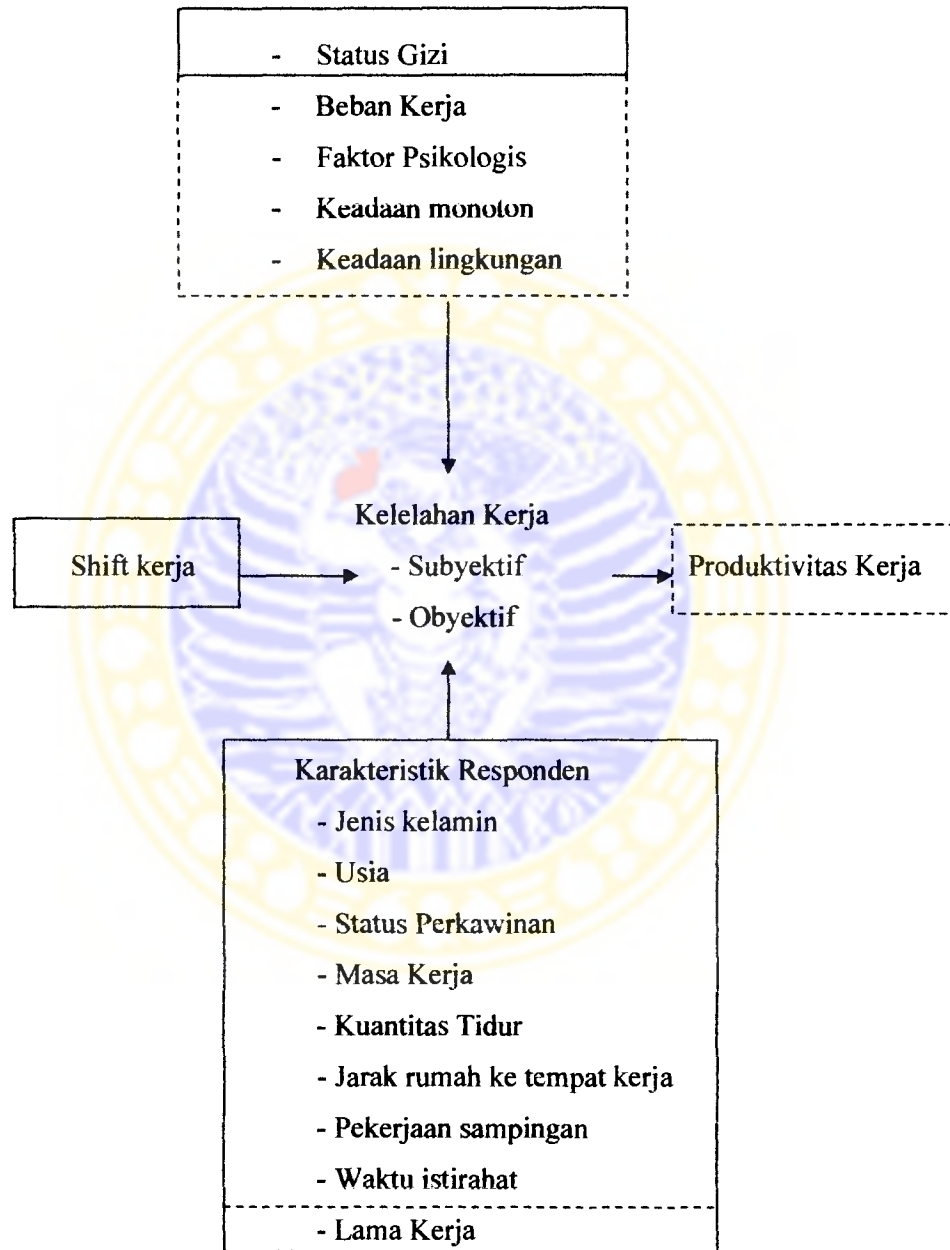 - Status Gizi
- Beban Kerja
- Faktor Psikologis
- Keadaan monoton
- Keadaan lingkungan
Kelelahan Kerja
- Subyektif
- Obyektif
Shift kerja
Produktivitas Kerja
Karakteristik Responden
- Jenis kelamin
- Usia
- Status Perkawinan
- Masa Kerja
- Kuantitas Tidur
- Jarak rumah ke tempat kerja
- Pekerjaan sampingan
- Waktu istirahat
- Lama Kerja